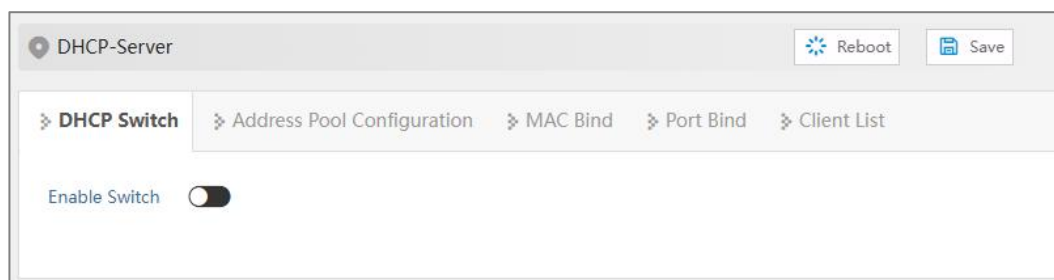 DHCP-Server Reboot Save
DHCP Switch Address Pool Configuration MAC Bind Port Bind Client List
Enable Switch